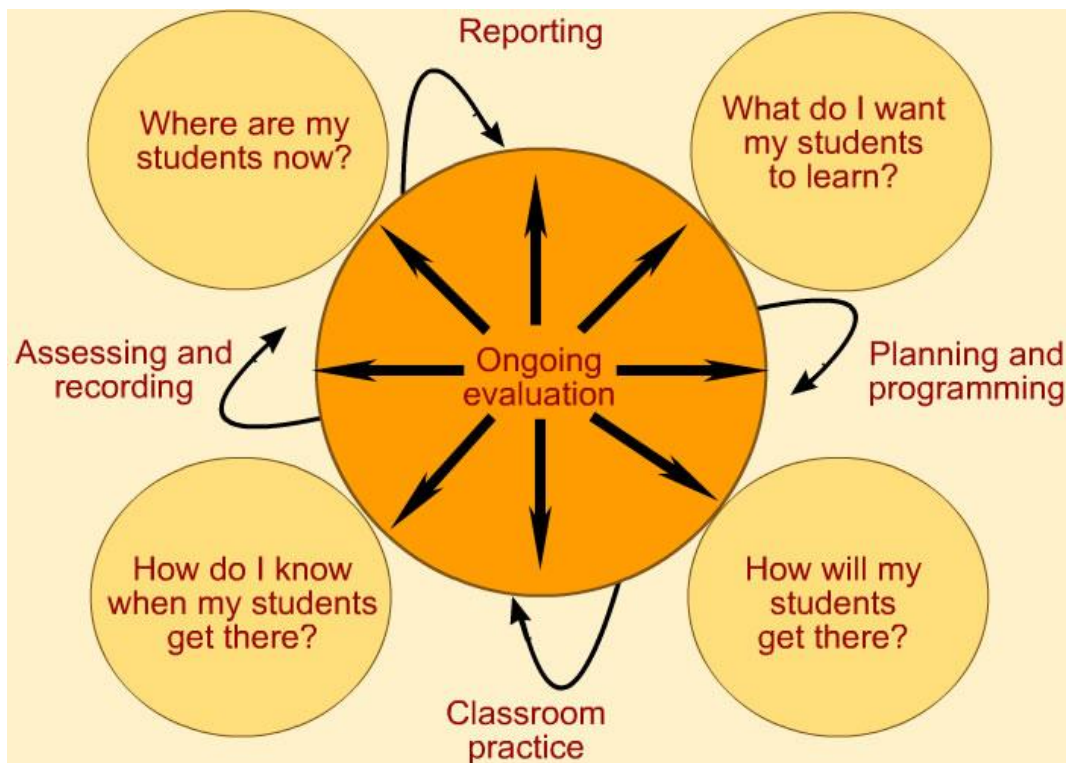 Reporting
Where are my
students now?
What do I want
my students
to learn?
Assessing and
recording
Ongoing
evaluation
Planning and
programming
How do I know
when my students
get there?
How will my
students
get there?
Classroom
practice